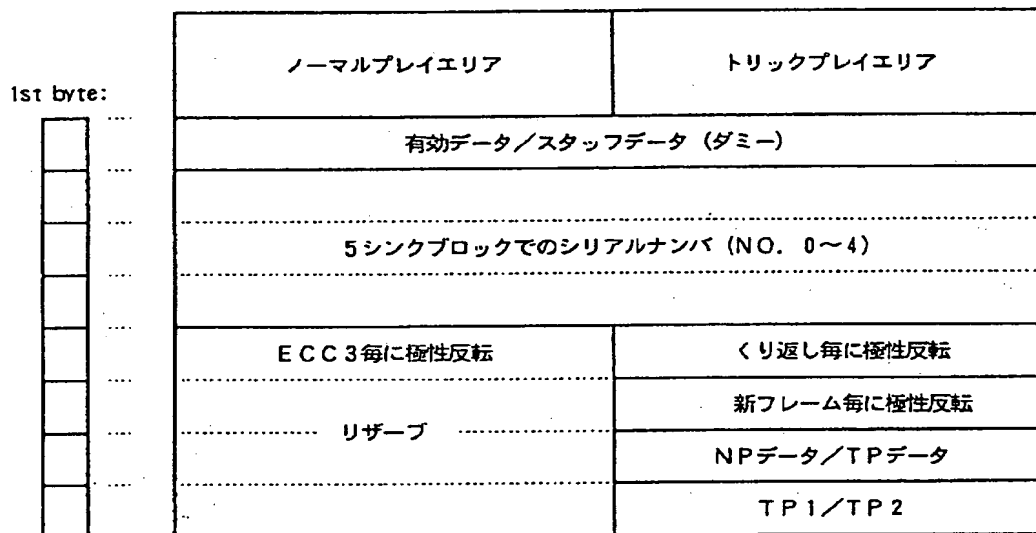 ノーマルプレイエリア
トリックプレイエリア
1st byte:
有効データ／スタッフデータ（ダミー）
5シンクブロックでのシリアルナンバ（NO. 0～4）
ECC3毎に極性反転
くり返し毎に極性反転
新フレーム毎に極性反転
リザーブ
NPデータ／TPデータ
TP1／TP2